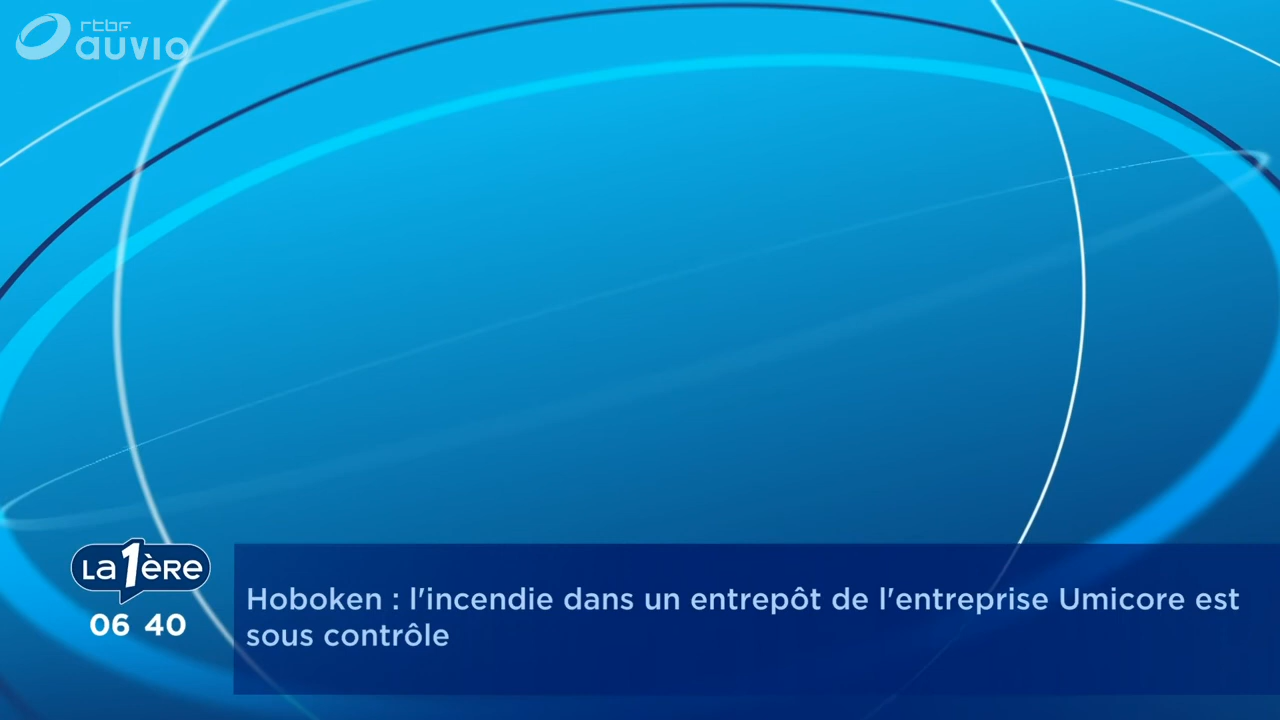 rtbf
auvio
La 1ère
06 40
Hoboken : l'incendie dans un entrepôt de l'entreprise Umicore est
sous contrôle